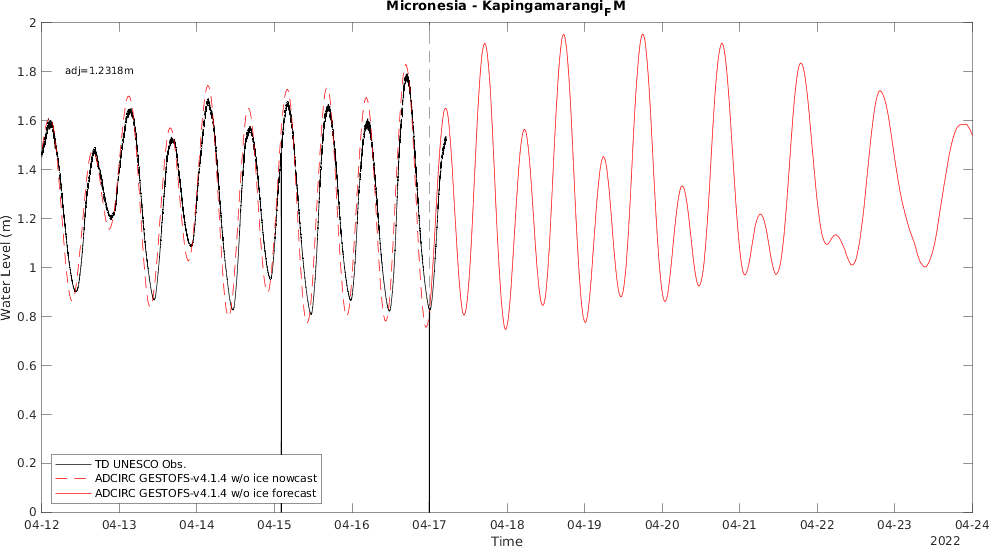 Micronesia - Kapingamarangi_FM
adj=1.2318m
Water Level (m)
2
1.8
1.6
1.4
1.2
1
0.8
0.6
0.4
0.2
0
TD UNESCO Obs.
ADCIRC GESTOFS-v4.1.4 w/o ice nowcast
ADCIRC GESTOFS-v4.1.4 w/o ice forecast
04-12 04-13 04-14 04-15 04-16 04-17 04-18 04-19 04-20 04-21 04-22 04-23 04-24
Time
2022